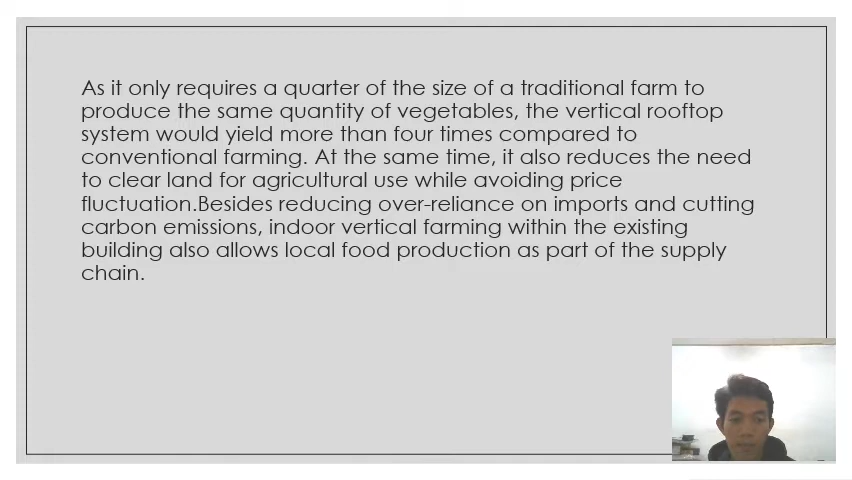 As it only requires a quarter of the size of a traditional farm to
produce the same quantity of vegetables, the vertical rooftop
system would yield more than four times compared to
conventional farming. At the same time, it also reduces the need
to clear land for agricultural use while avoiding price
fluctuation.Besides reducing over-reliance on imports and cutting
carbon emissions, indoor vertical farming within the existing
building also allows local food production as part of the supply
chain.